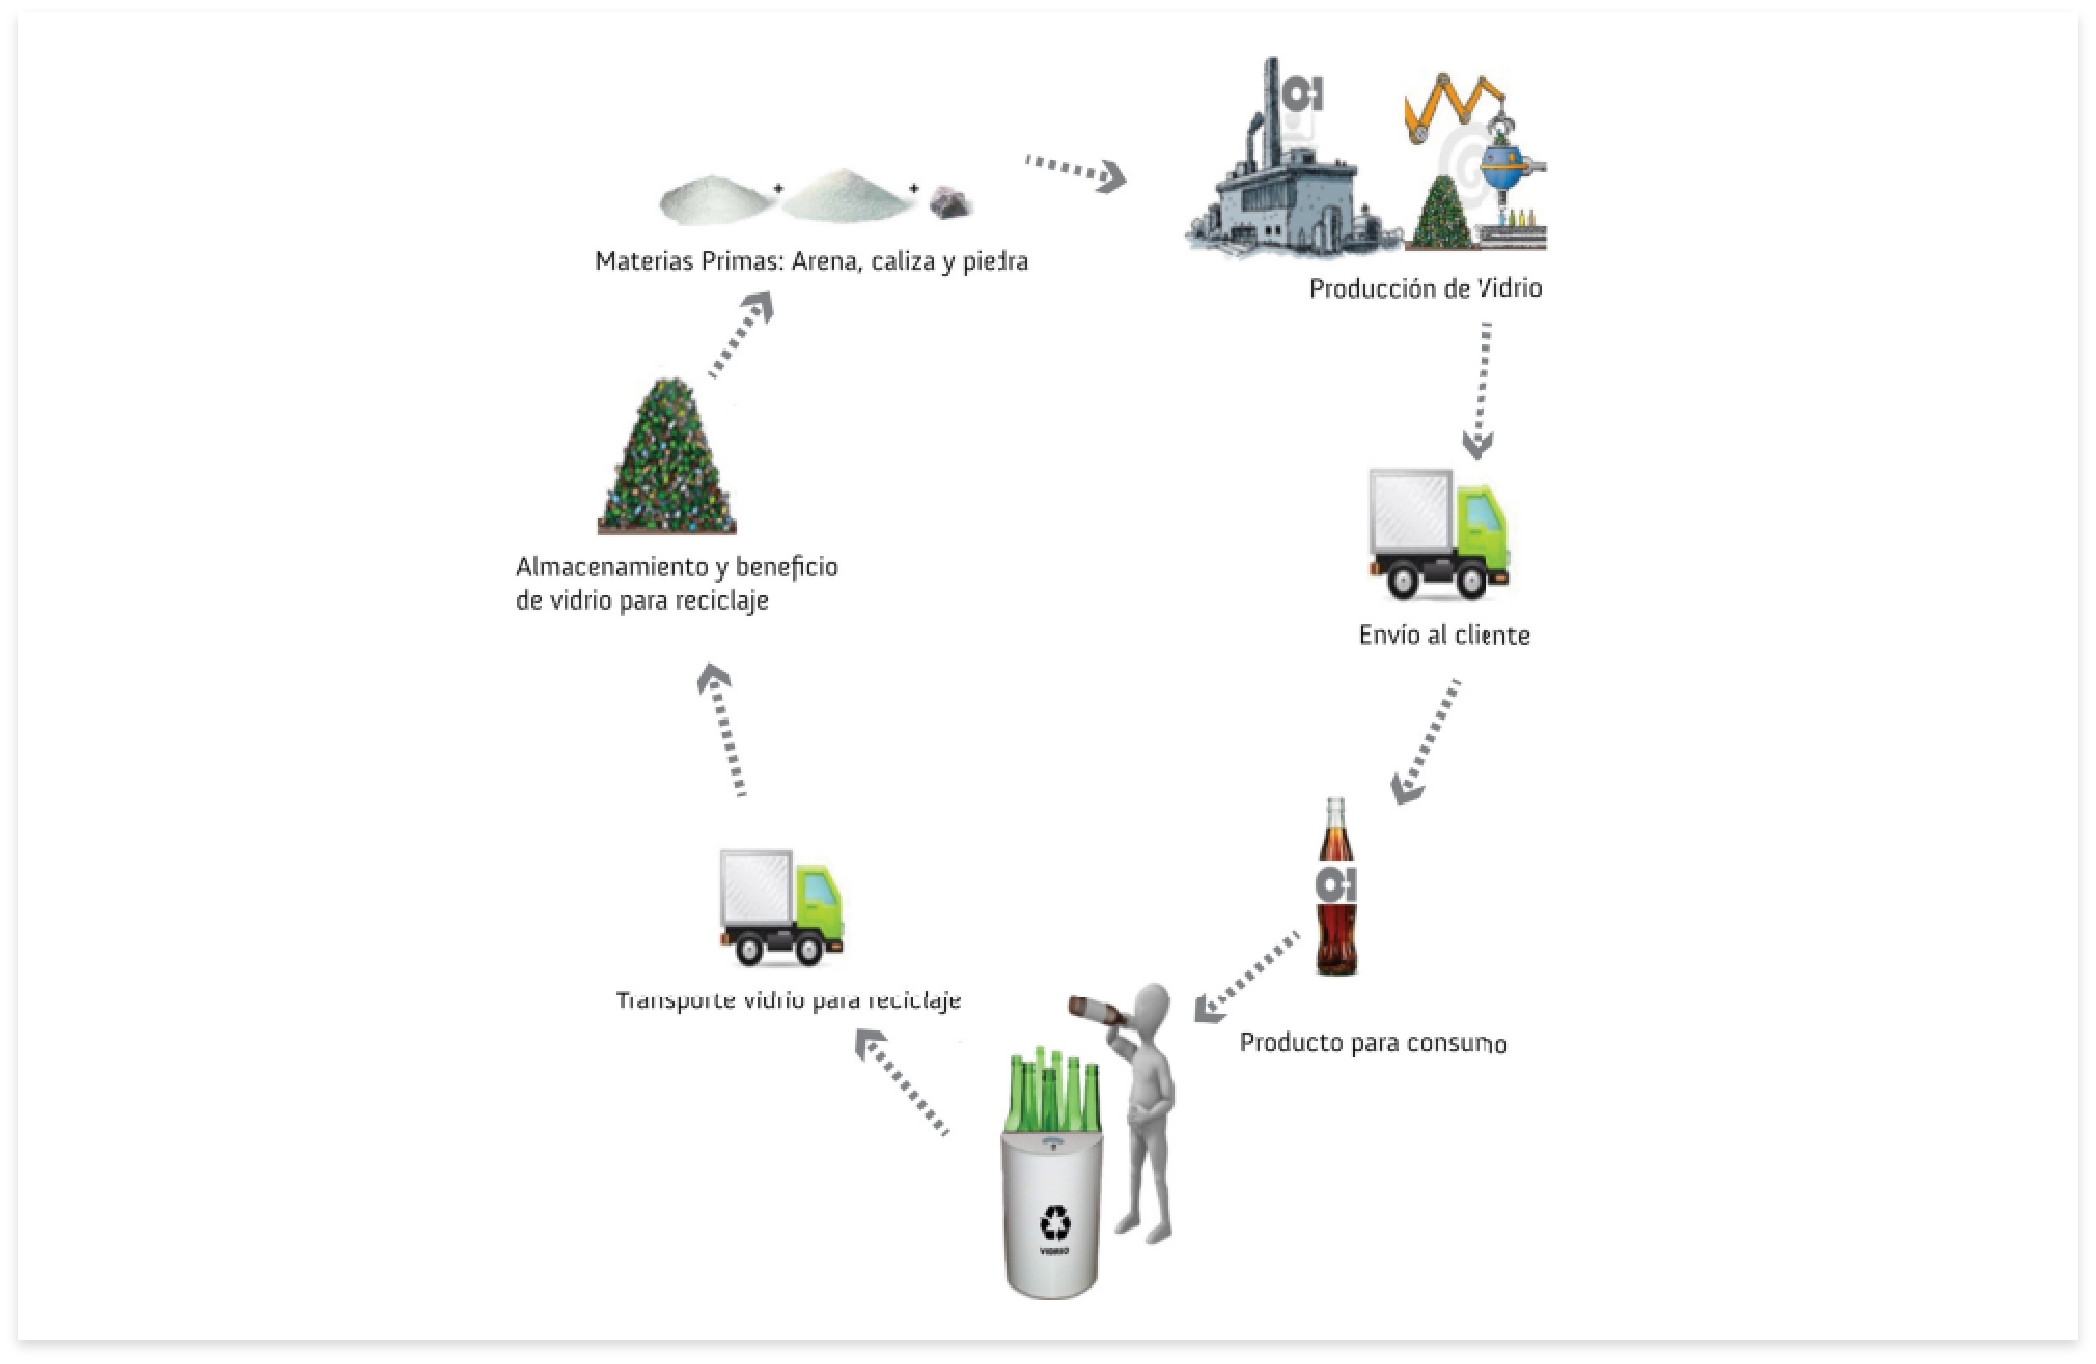 O-I
Materias Primas: Arena, caliza y piedra
Producción de Vidrio
Almacenamiento y beneficio
de vidrio para reciclaje
Envío al cliente
O-I
Transporte vidrio para reciclaje
Producto para consumo
VIDRIO